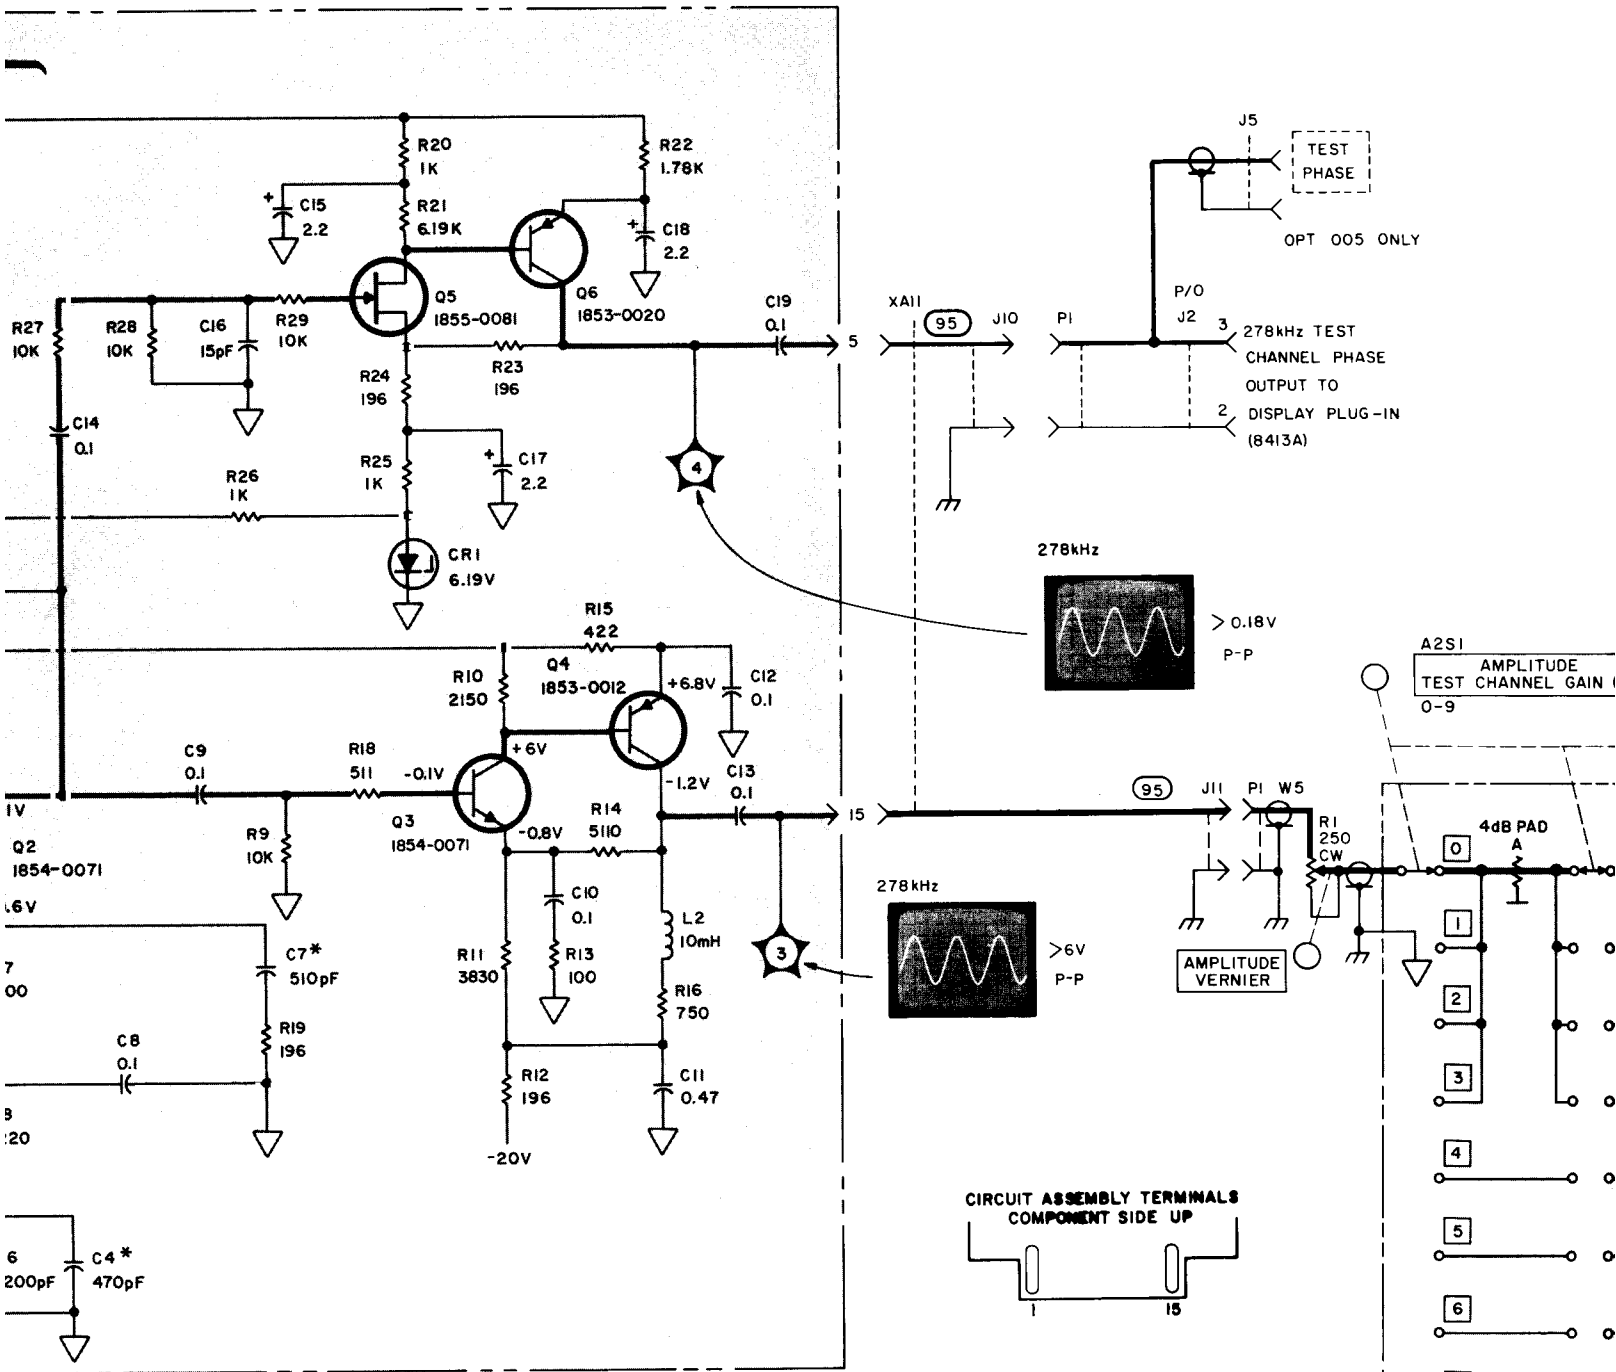 R20
1K
R22
1.78K
J5
TEST
PHASE
OPT 005 ONLY
+
C15
2.2
R21
6.19K
+
C18
2.2
Q5
1855-0081
Q6
1853-0020
R27
10K
R28
10K
C16
15pF
R29
10K
C19
0.1
5
XA11
95
J10
P1
P/O
J2
3
278kHz TEST
CHANNEL PHASE
OUTPUT TO
2
DISPLAY PLUG-IN
(8413A)
R23
196
R24
196
C14
0.1
R25
1K
+
C17
2.2
4
R26
1K
CR1
6.19V
278kHz
>0.18V
P-P
R15
422
R10
2150
Q4
1853-0012
+6.8V
C12
0.1
A2S1
AMPLITUDE
TEST CHANNEL GAIN (
0-9
C9
0.1
R18
511
-0.1V
+6V
-1.2V
C13
0.1
15
95
J11
P1
W5
1V
Q2
1854-0071
.6V
R9
10K
Q3
1854-0071
-0.8V
R14
5110
R1
250
CW
0
4dB PAD
A
C10
0.1
L2
10mH
278kHz
>6V
P-P
3
AMPLITUDE
VERNIER
1
7
00
C7*
510pF
R11
3830
R13
100
R16
750
2
R19
196
C8
0.1
R12
196
C11
0.47
3
8
220
-20V
4
CIRCUIT ASSEMBLY TERMINALS
COMPONENT SIDE UP
1
15
5
6
200pF
C4*
470pF
6